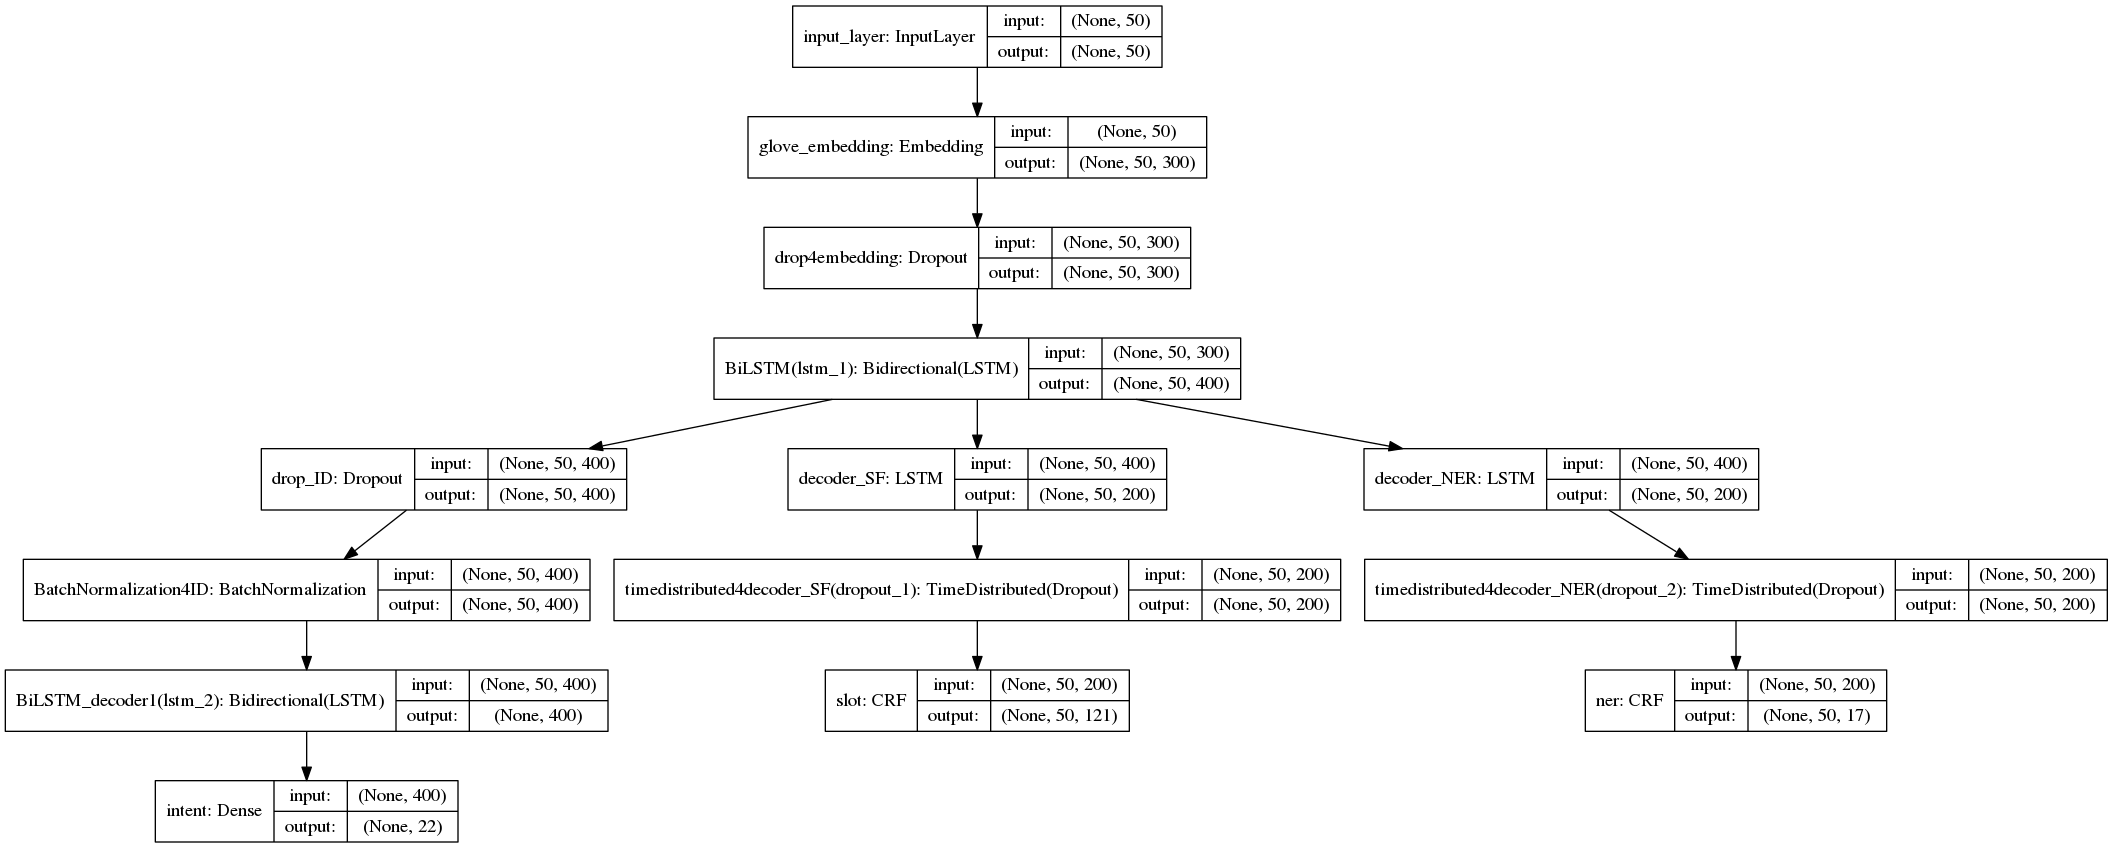 input_layer: InputLayer
input: (None, 50)
output: (None, 50)
glove_embedding: Embedding
input: (None, 50)
output: (None, 50, 300)
drop4embedding: Dropout
input: (None, 50, 300)
output: (None, 50, 300)
BiLSTM(lstm_1): Bidirectional(LSTM)
input: (None, 50, 300)
output: (None, 50, 400)
drop_ID: Dropout
input: (None, 50, 400)
output: (None, 50, 400)
decoder_SF: LSTM
input: (None, 50, 400)
output: (None, 50, 200)
decoder_NER: LSTM
input: (None, 50, 400)
output: (None, 50, 200)
BatchNormalization4ID: BatchNormalization
input: (None, 50, 400)
output: (None, 50, 400)
timedistributed4decoder_SF(dropout_1): TimeDistributed(Dropout)
input: (None, 50, 200)
output: (None, 50, 200)
timedistributed4decoder_NER(dropout_2): TimeDistributed(Dropout)
input: (None, 50, 200)
output: (None, 50, 200)
BiLSTM_decoder1(lstm_2): Bidirectional(LSTM)
input: (None, 50, 400)
output: (None, 400)
slot: CRF
input: (None, 50, 200)
output: (None, 50, 121)
ner: CRF
input: (None, 50, 200)
output: (None, 50, 17)
intent: Dense
input: (None, 400)
output: (None, 22)